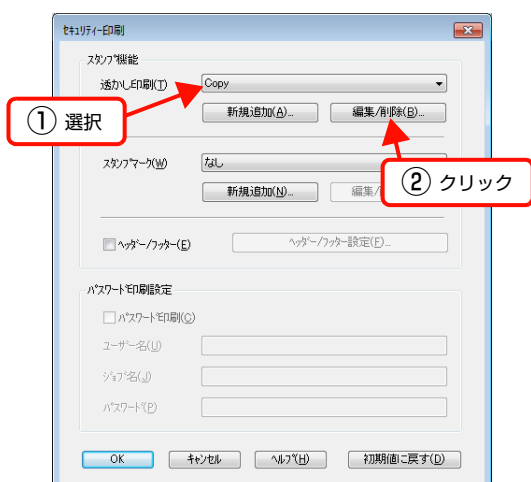 ｾｷｭﾘﾃｨｰ印刷
ｽﾀﾝﾌﾟ機能
透かし印刷(T)
Copy
新規追加(A)...
編集/削除(B)...
① 選択
ｽﾀﾝﾌﾟﾏｰｸ(W)
なし
② クリック
新規追加(N)...
編集/
ﾍｯﾀﾞｰ/ﾌｯﾀｰ(E)
ﾍｯﾀﾞｰ/ﾌｯﾀｰ設定(F)...
ﾊﾟｽﾜｰﾄﾞ印刷設定
ﾊﾟｽﾜｰﾄﾞ印刷(C)
ﾕｰｻﾞｰ名(U)
ｼﾞｮﾌﾞ名(J)
ﾊﾟｽﾜｰﾄﾞ(P)
OK
ｷｬﾝｾﾙ
ﾍﾙﾌﾟ(H)
初期値に戻す(D)